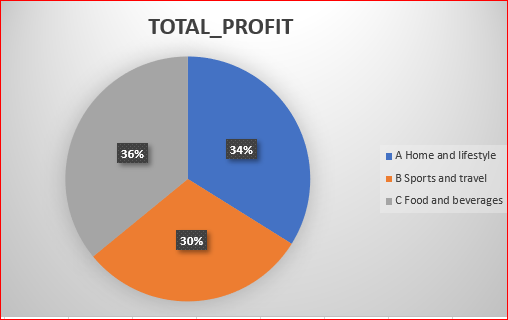 TOTAL_PROFIT
34%
36%
30%
A Home and lifestyle
B Sports and travel
C Food and beverages